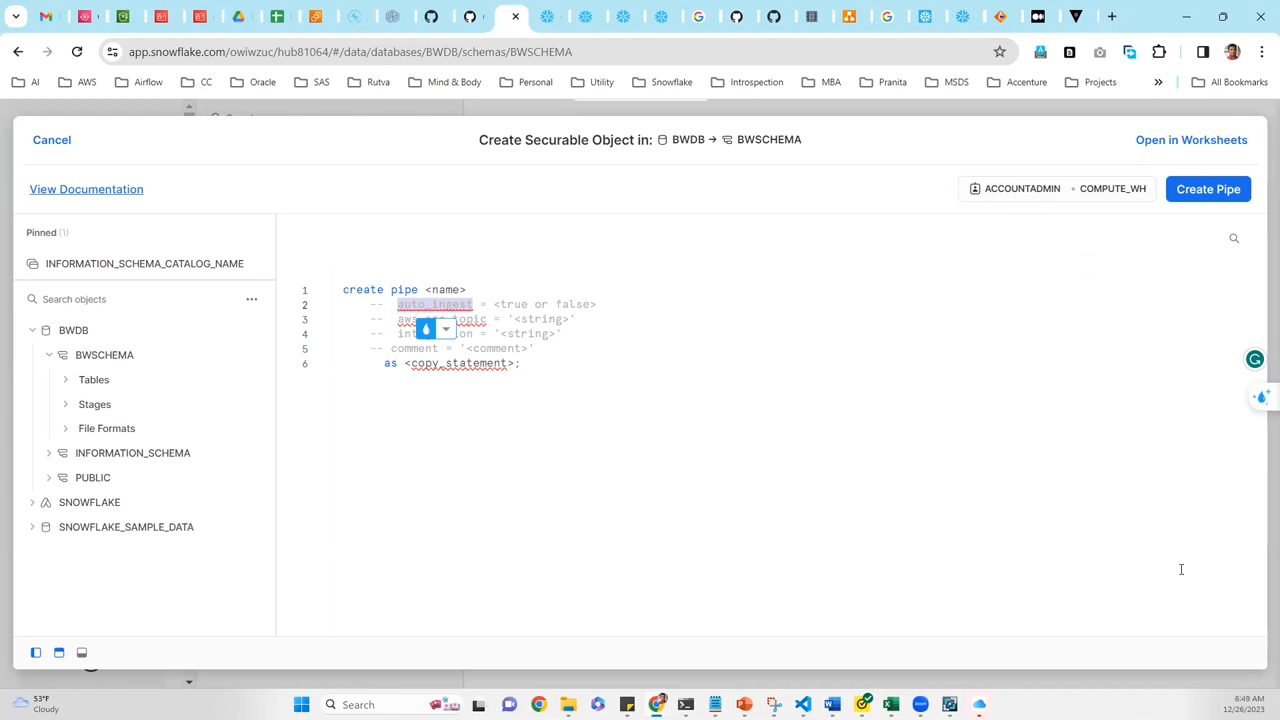 app.snowflake.com/owiwzuc/hub81064/#/data/databases/BWDB/schemas/BWSCHEMA
AI
AWS
Airflow
CC
Oracle
SAS
Rutva
Mind & Body
Personal
Utility
Snowflake
Introspection
MBA
Pranita
MSDS
Accenture
Projects
All Bookmarks
Cancel
Create Securable Object in: BWDB → BWSCHEMA
Open in Worksheets
View Documentation
ACCOUNTADMIN • COMPUTE_WH
Create Pipe
Pinned (1)
INFORMATION_SCHEMA_CATALOG_NAME
Search objects
BWDB
BWSCHEMA
Tables
Stages
File Formats
INFORMATION_SCHEMA
PUBLIC
SNOWFLAKE
SNOWFLAKE_SAMPLE_DATA
1 create pipe <name>
2 -- auto_ingest = <true or false>
3 -- topic = '<string>'
4 -- = '<string>'
5 -- comment = '<comment>'
6 as <copy_statement>;
53°F
Cloudy
Search
6:49 AM
12/26/2023